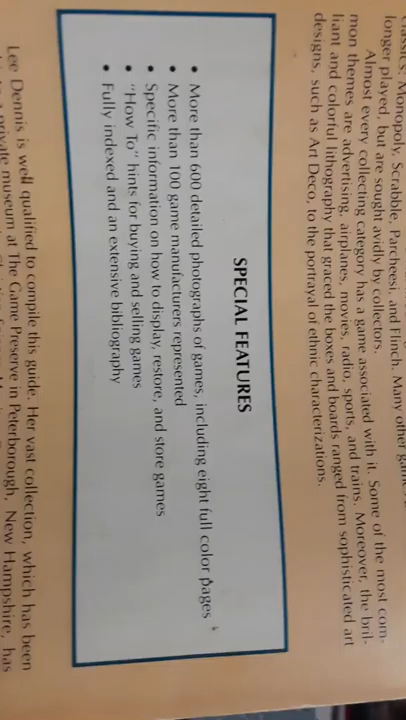 classics: Monopoly, Scrabble, Parcheesi, and Flinch. Many other
longer played, but are sought avidly by collectors.
Almost every collecting category has a game associated with it. Some of the most com-
mon themes are advertising, airplanes, movies, radio, sports, and trains. Moreover, the bril-
liant and colorful lithography that graced the boxes and boards ranged from sophisticated art
designs, such as Art Deco, to the portrayal of ethnic characterizations.
SPECIAL FEATURES
• More than 600 detailed photographs of games, including eight full color pages
• More than 100 game manufacturers represented
• Specific information on how to display, restore, and store games
• "How To" hints for buying and selling games
• Fully indexed and an extensive bibliography
Lee Dennis is well qualified to compile this guide. Her vast collection, which has been
private museum at The Game Preserve in Peterborough, New Hampshire, has